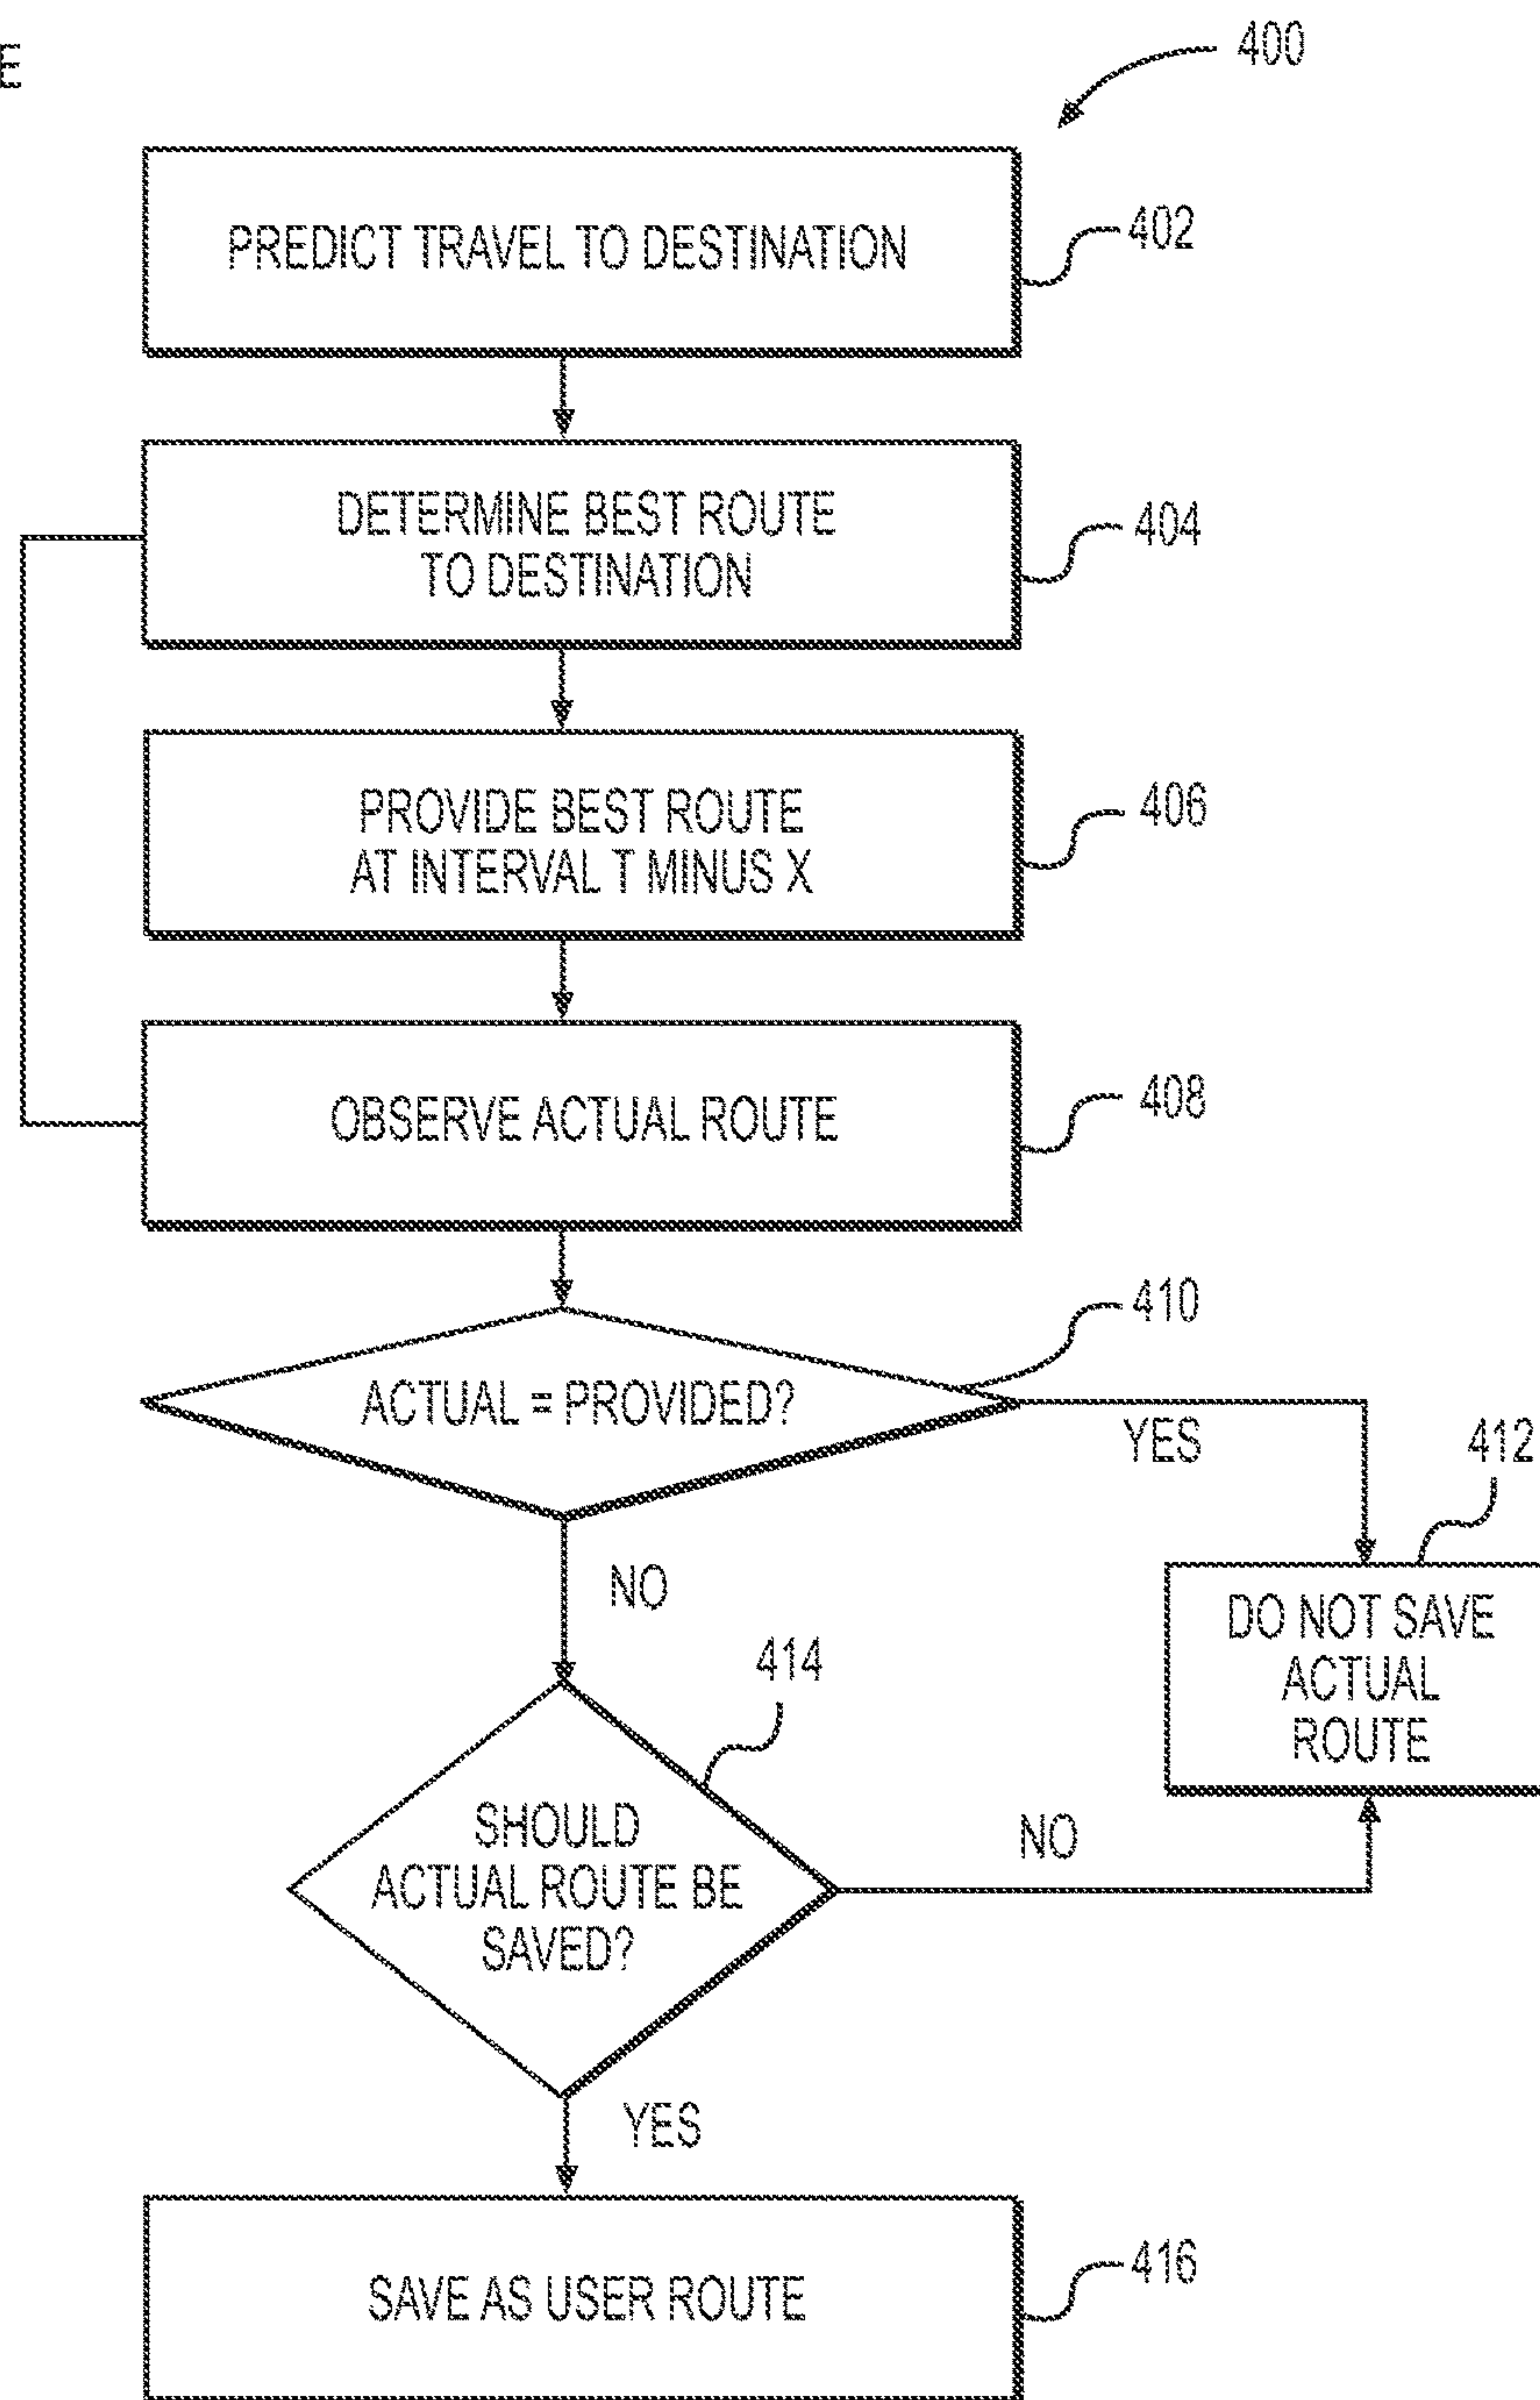 E
400
PREDICT TRAVEL TO DESTINATION
402
DETERMINE BEST ROUTE
TO DESTINATION
404
PROVIDE BEST ROUTE
AT INTERVAL T MINUS X
406
OBSERVE ACTUAL ROUTE
408
410
ACTUAL = PROVIDED?
YES
412
NO
DO NOT SAVE
ACTUAL
ROUTE
414
SHOULD
ACTUAL ROUTE BE
SAVED?
NO
YES
SAVE AS USER ROUTE
416